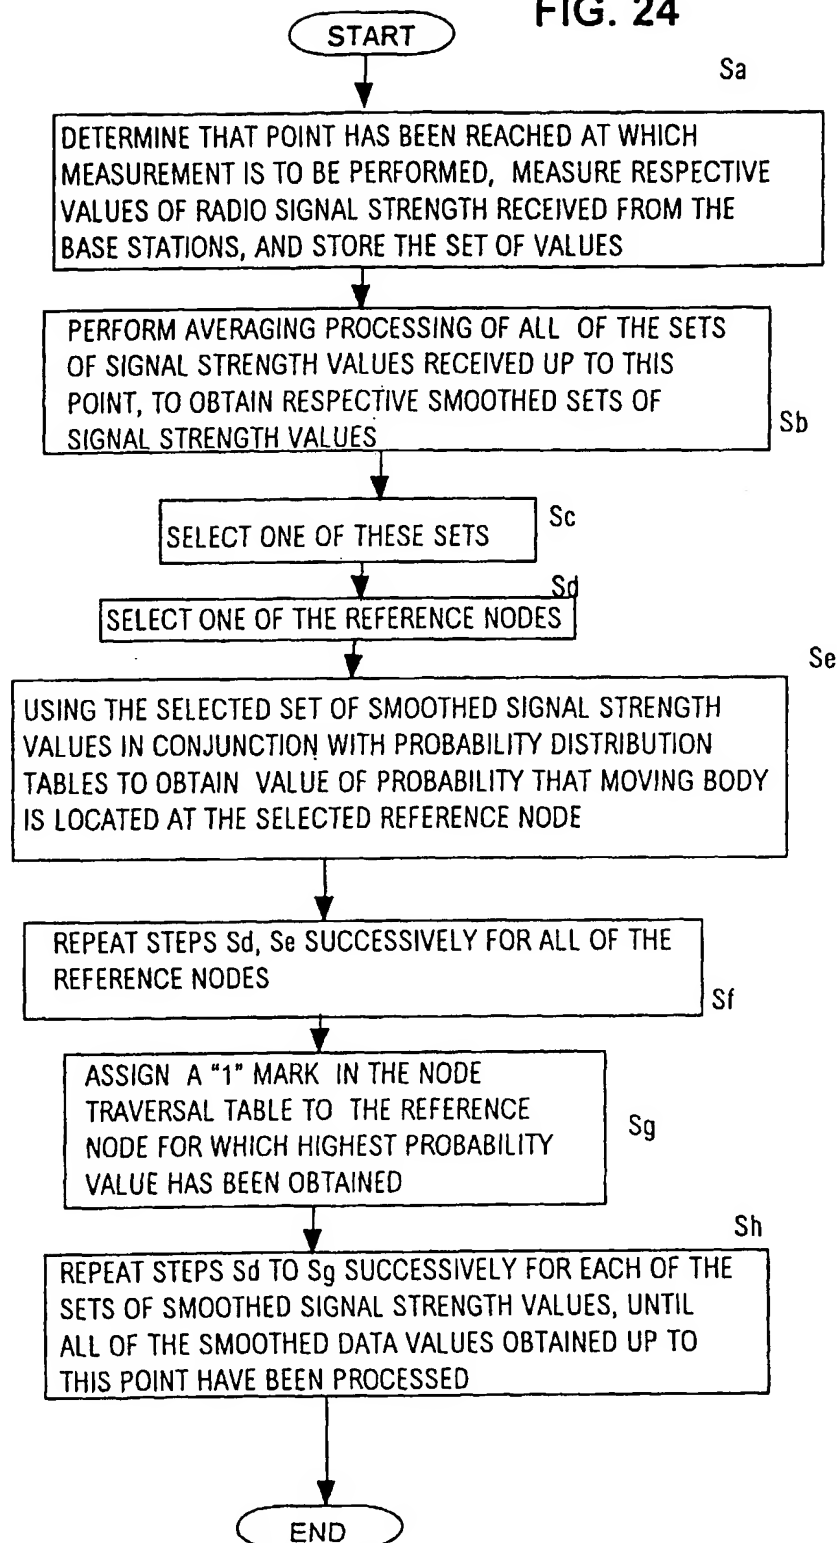 FIG. 24
START
Sa
DETERMINE THAT POINT HAS BEEN REACHED AT WHICH
MEASUREMENT IS TO BE PERFORMED, MEASURE RESPECTIVE
VALUES OF RADIO SIGNAL STRENGTH RECEIVED FROM THE
BASE STATIONS, AND STORE THE SET OF VALUES
PERFORM AVERAGING PROCESSING OF ALL OF THE SETS
OF SIGNAL STRENGTH VALUES RECEIVED UP TO THIS
POINT, TO OBTAIN RESPECTIVE SMOOTHED SETS OF
SIGNAL STRENGTH VALUES
Sb
SELECT ONE OF THESE SETS
Sc
Sd
SELECT ONE OF THE REFERENCE NODES
Se
USING THE SELECTED SET OF SMOOTHED SIGNAL STRENGTH
VALUES IN CONJUNCTION WITH PROBABILITY DISTRIBUTION
TABLES TO OBTAIN VALUE OF PROBABILITY THAT MOVING BODY
IS LOCATED AT THE SELECTED REFERENCE NODE
REPEAT STEPS Sd, Se SUCCESSIVELY FOR ALL OF THE
REFERENCE NODES
Sf
ASSIGN A "1" MARK IN THE NODE
TRAVERSAL TABLE TO THE REFERENCE
NODE FOR WHICH HIGHEST PROBABILITY
VALUE HAS BEEN OBTAINED
Sg
Sh
REPEAT STEPS Sd TO Sg SUCCESSIVELY FOR EACH OF THE
SETS OF SMOOTHED SIGNAL STRENGTH VALUES, UNTIL
ALL OF THE SMOOTHED DATA VALUES OBTAINED UP TO
THIS POINT HAVE BEEN PROCESSED
END